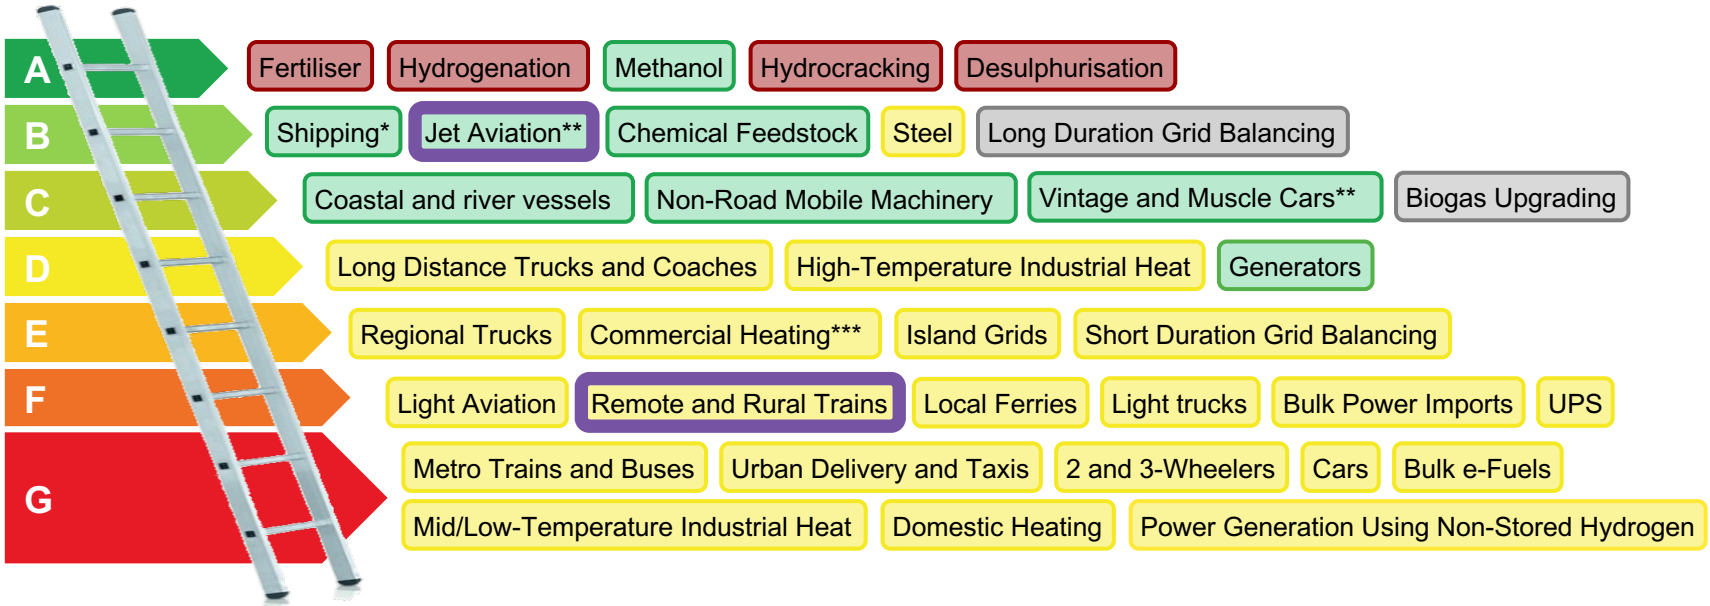 A Fertiliser Hydrogenation Methanol Hydrocracking Desulphurisation
B Shipping* Jet Aviation** Chemical Feedstock Steel Long Duration Grid Balancing
C Coastal and river vessels Non-Road Mobile Machinery Vintage and Muscle Cars** Biogas Upgrading
D Long Distance Trucks and Coaches High-Temperature Industrial Heat Generators
E Regional Trucks Commercial Heating*** Island Grids Short Duration Grid Balancing
F Light Aviation Remote and Rural Trains Local Ferries Light trucks Bulk Power Imports UPS
G Metro Trains and Buses Urban Delivery and Taxis 2 and 3-Wheelers Cars Bulk e-Fuels
Mid/Low-Temperature Industrial Heat Domestic Heating Power Generation Using Non-Stored Hydrogen